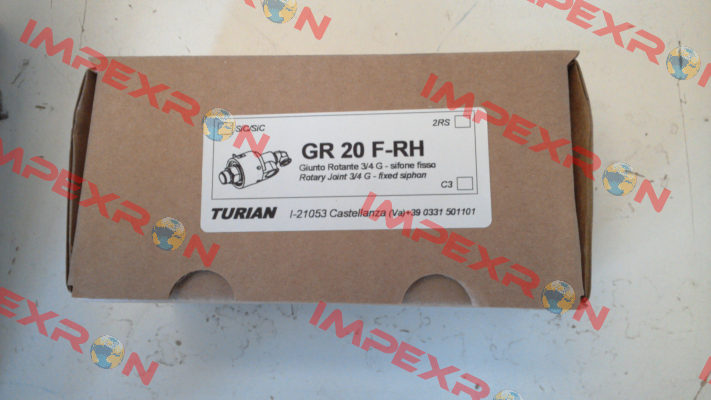 SiC/SiC
2RS
GR 20 F-RH
Giunto Rotante 3/4 G - sifone fisso
Rotary Joint 3/4 G - fixed siphon
C3
TURIAN I-21053 Castellanza (Va)+39 0331 501101
IMPEXRON
IMPEXRON
IMPEXRON
IMPEXRON
IMPEXRON
IMPEXRON